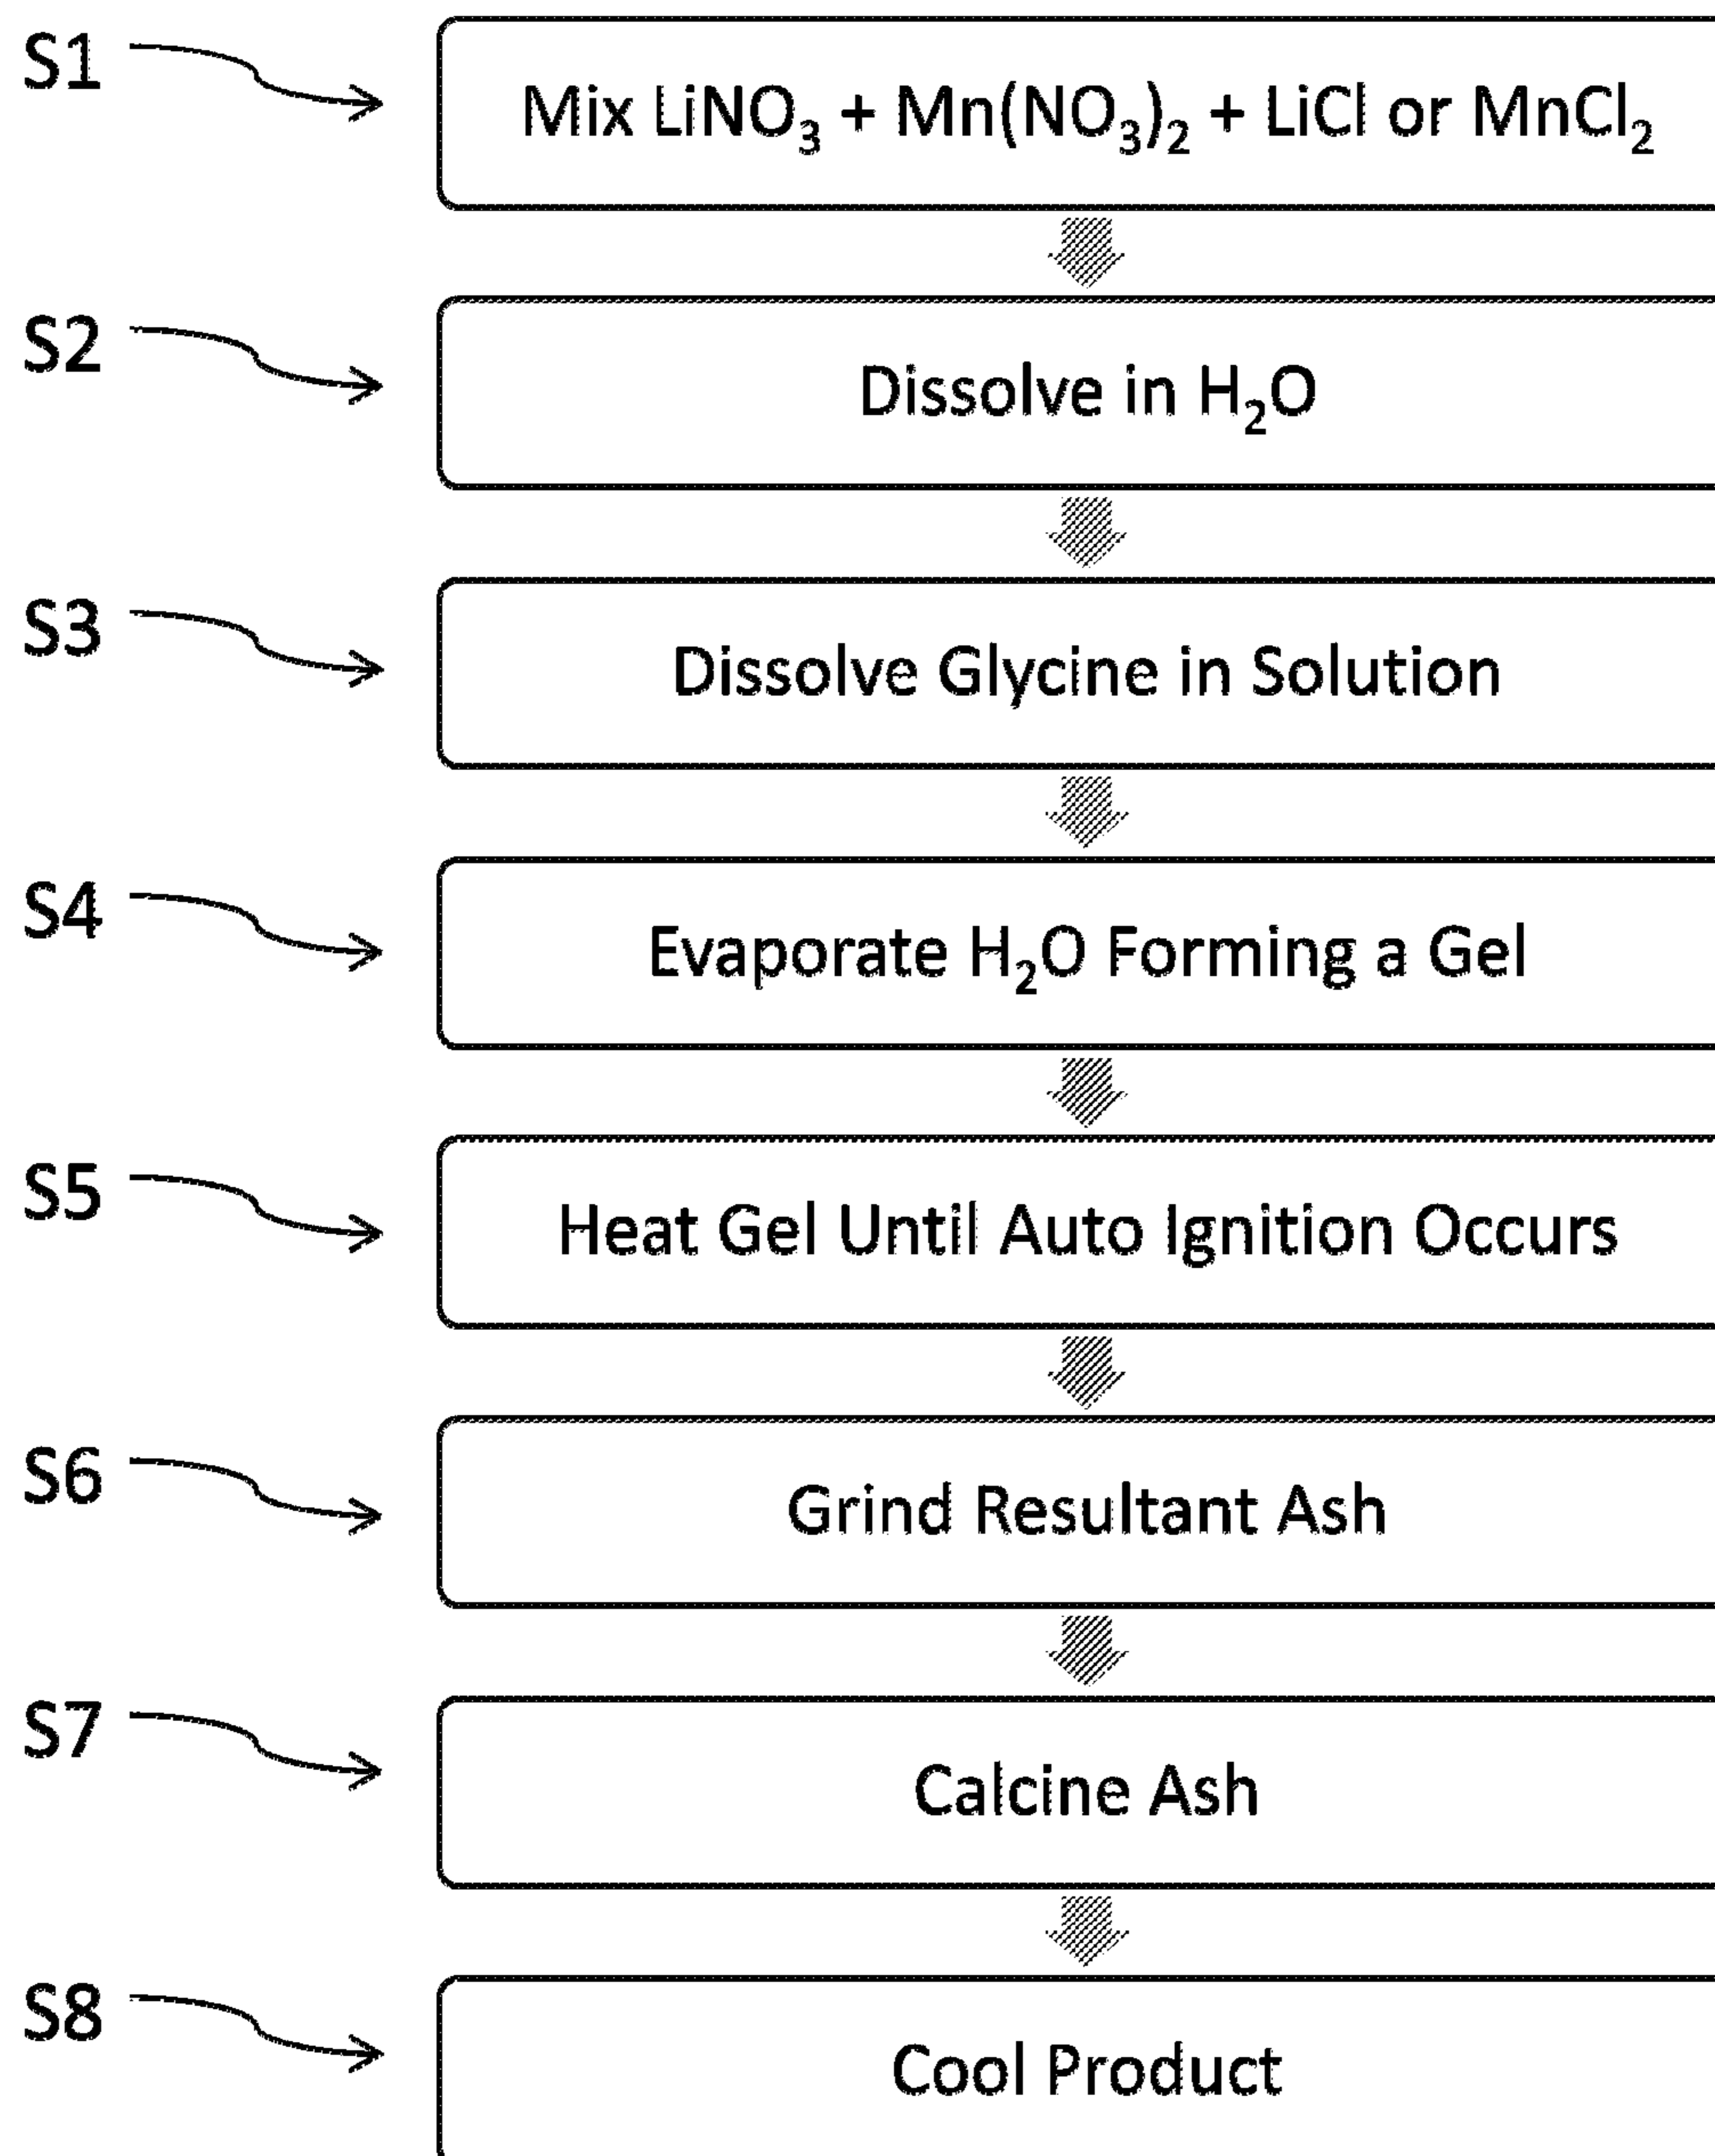 S1 Mix LiNO₃ + Mn(NO₃)₂ + LiCl or MnCl₂
S2 Dissolve in H₂O
S3 Dissolve Glycine in Solution
S4 Evaporate H₂O Forming a Gel
S5 Heat Gel Until Auto Ignition Occurs
S6 Grind Resultant Ash
S7 Calcine Ash
S8 Cool Product